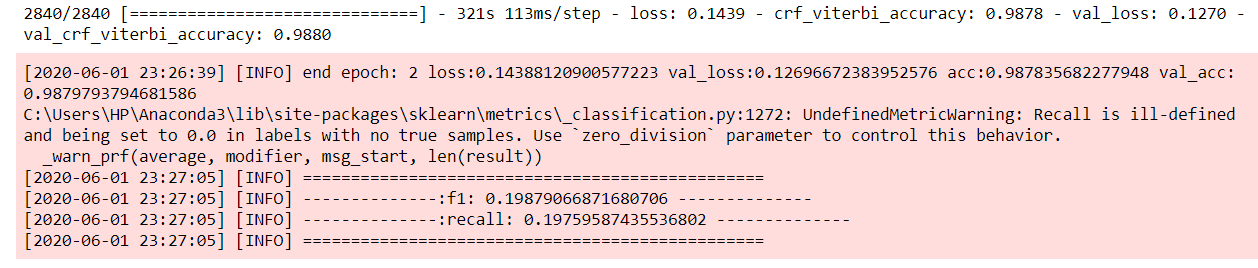 2840/2840 [==============================] - 321s 113ms/step - loss: 0.1439 - crf_viterbi_accuracy: 0.9878 - val_loss: 0.1270 -
val_crf_viterbi_accuracy: 0.9880
[2020-06-01 23:26:39] [INFO] end epoch: 2 loss:0.14388120900577223 val_loss:0.12696672383952576 acc:0.987835682277948 val_acc:
0.9879793794681586
C:\Users\HP\Anaconda3\lib\site-packages\sklearn\metrics\_classification.py:1272: UndefinedMetricWarning: Recall is ill-defined
and being set to 0.0 in labels with no true samples. Use `zero_division` parameter to control this behavior.
  _warn_prf(average, modifier, msg_start, len(result))
[2020-06-01 23:27:05] [INFO] ================================================
[2020-06-01 23:27:05] [INFO] --------------:f1: 0.19879066871680706 --------------
[2020-06-01 23:27:05] [INFO] --------------:recall: 0.19759587435536802 --------------
[2020-06-01 23:27:05] [INFO] ================================================